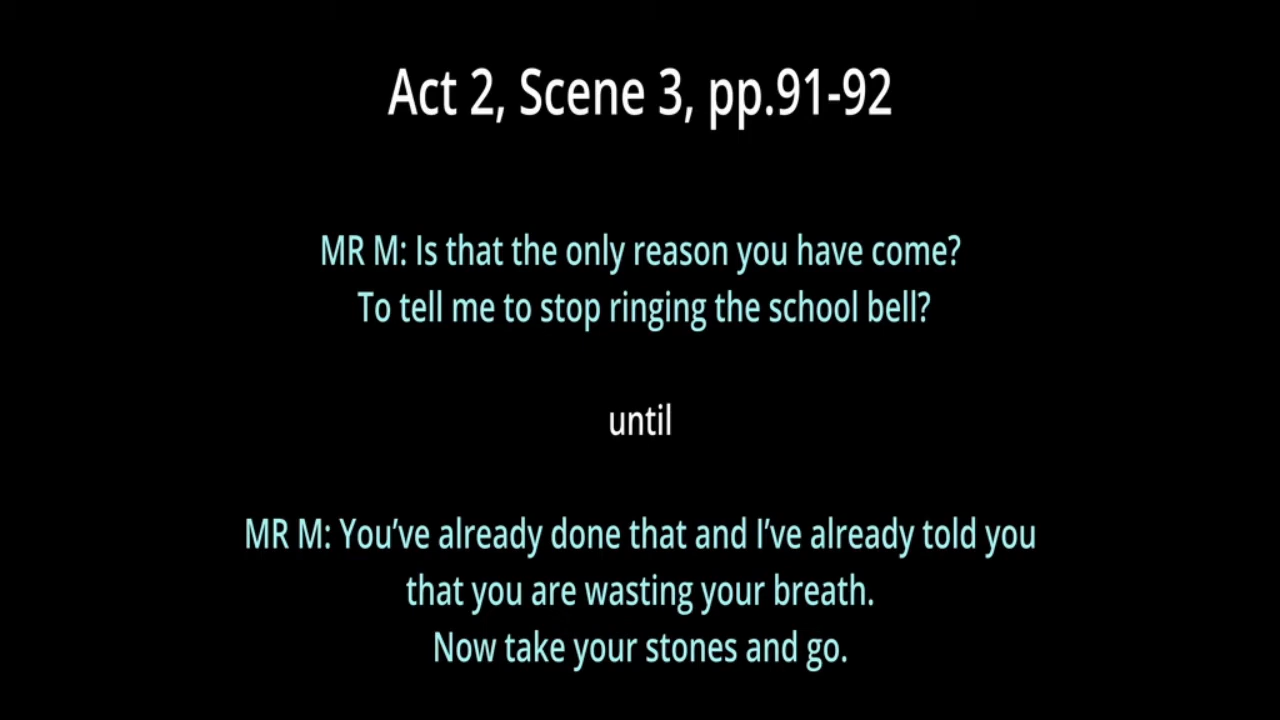 Act 2, Scene 3, pp.91-92
MR M: Is that the only reason you have come?
To tell me to stop ringing the school bell?
until
MR M: You’ve already done that and I’ve already told you
that you are wasting your breath.
Now take your stones and go.